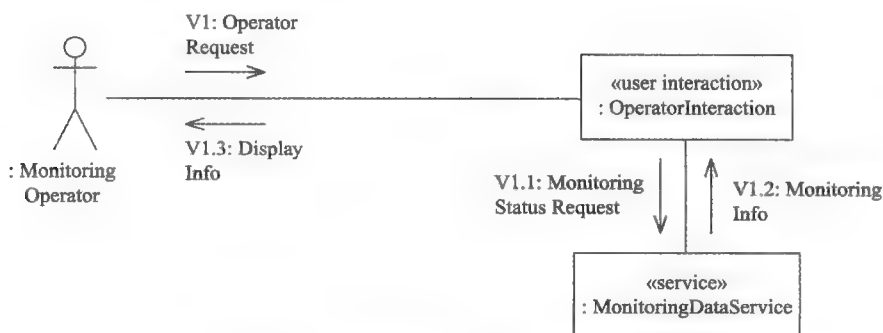 V1: Operator
Request
«user interaction»
: OperatorInteraction
V1.3: Display
Info
: Monitoring
Operator
V1.1: Monitoring
Status Request
V1.2: Monitoring
Info
«service»
: MonitoringDataService